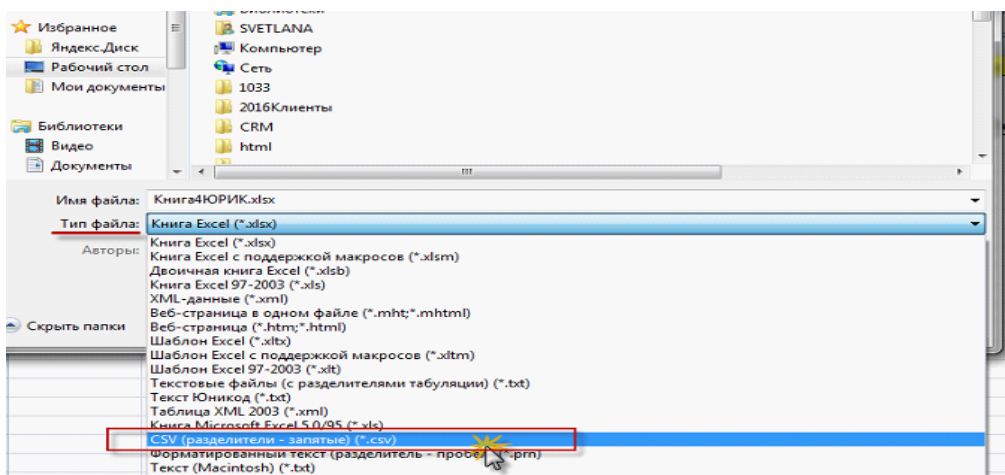 Избранное
Яндекс.Диск
Рабочий стол
Мои документы
Библиотеки
Видео
Документы
SVETLANA
Компьютер
Сеть
1033
2016Клиенты
CRM
html
Имя файла: Книга4ЮРИК.xlsx
Тип файла: Книга Excel (*.xlsx)
Авторы:
Книга Excel (*.xlsx)
Книга Excel с поддержкой макросов (*.xlsm)
Двоичная книга Excel (*.xlsb)
Книга Excel 97-2003 (*.xls)
XML-данные (*.xml)
Веб-страница в одном файле (*.mht;*.mhtml)
Скрыть папки
Веб-страница (*.htm;*.html)
Шаблон Excel (*.xltx)
Шаблон Excel с поддержкой макросов (*.xltm)
Шаблон Excel 97-2003 (*.xlt)
Текстовые файлы (с разделителями табуляции) (*.txt)
Текст Юникод (*.txt)
Таблица XML 2003 (*.xml)
Книга Microsoft Excel 5.0/95 (*.xls)
CSV (разделители - запятые) (*.csv)
Форматированный текст (разделитель - *.prn)
Текст (Macintosh) (*.txt)